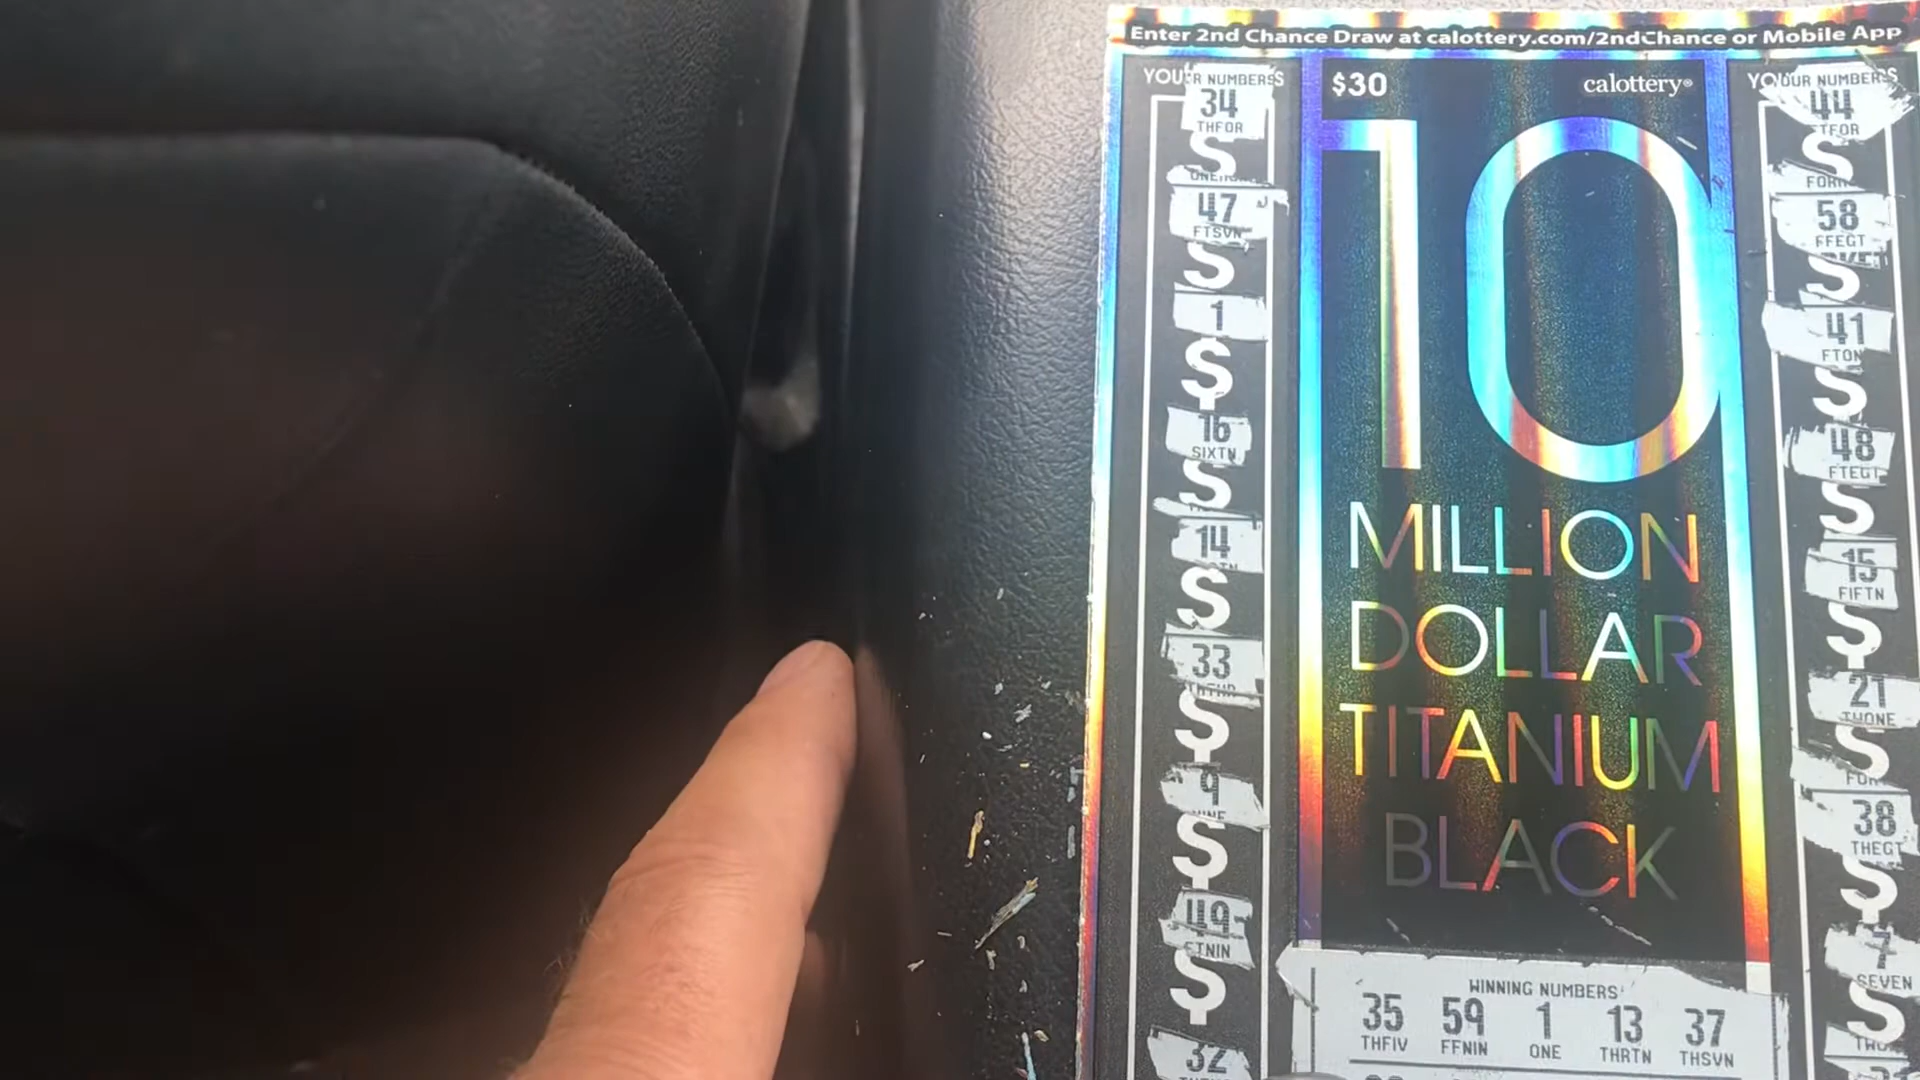 Enter 2nd Chance Draw at calottery.com/2ndChance or Mobile App
YOUR NUMBERS
34
THFOR
47
FTSVN
1
16
SIXTN
14
33
9
NINE
49
FTNIN
32
$30
calottery®
10
MILLION
DOLLAR
TITANIUM
BLACK
WINNING NUMBERS
35 59 1 13 37
THFIV FFNIN ONE THRTN THSVN
YOUR NUMBERS
44
58
FFEGT
41
FTON
48
FTEGT
15
FIFTN
21
TWONE
38
THEGT
7
SEVEN